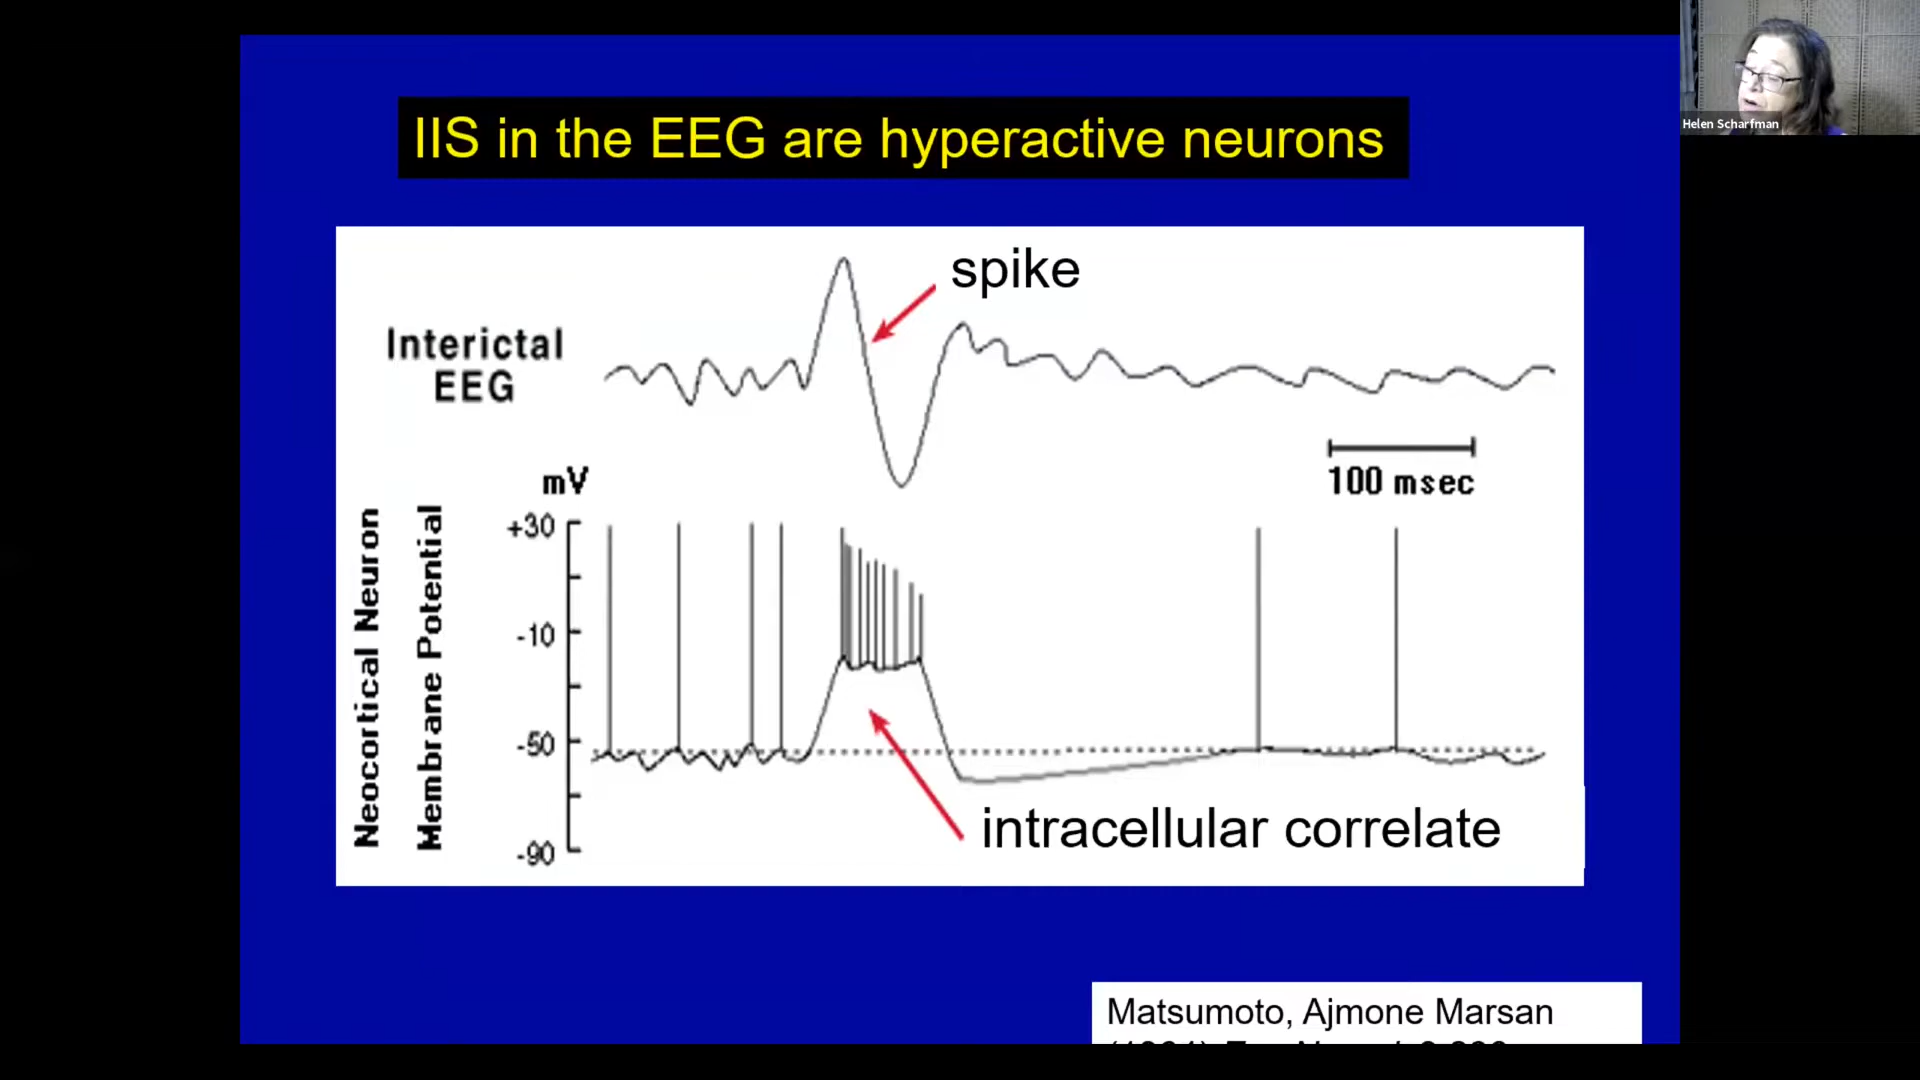 Helen Scharfman
IIS in the EEG are hyperactive neurons
spike
Interictal
EEG
100 msec
mV
+30
-10
-50
-90
Neocortical Neuron
Membrane Potential
intracellular correlate
Matsumoto, Ajmone Marsan